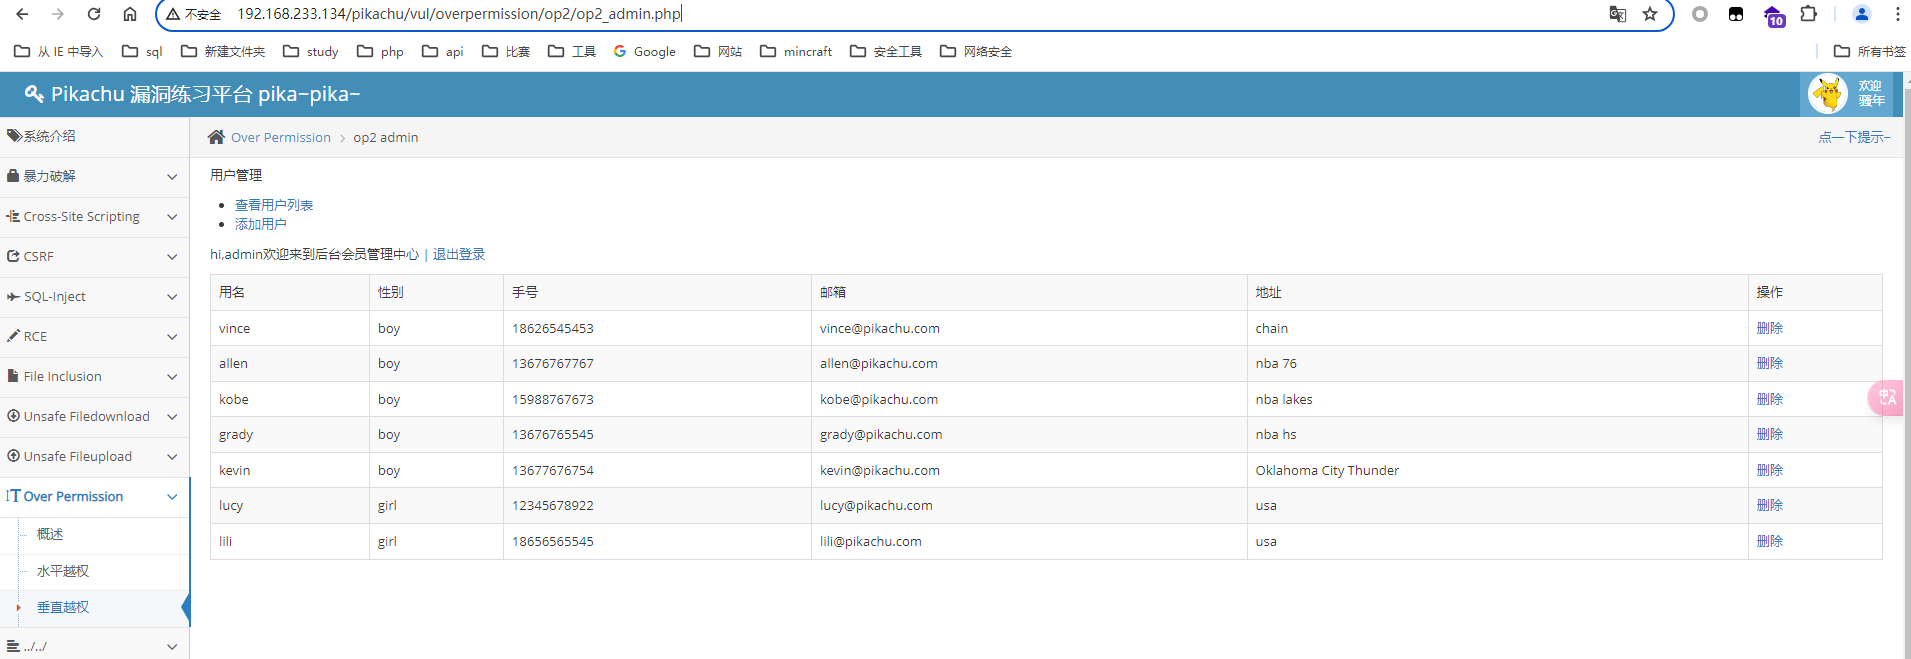 不安全 192.168.233.134/pikachu/vul/overpermission/op2/op2_admin.php
10
从 IE 中导入 sql 新建文件夹 study php api 比赛 工具 Google 网站 mincraft 安全工具 网络安全 所有书签
Pikachu 漏洞练习平台 pika~pika~
欢迎
骚年
系统介绍
暴力破解
Cross-Site Scripting
CSRF
SQL-Inject
RCE
File Inclusion
Unsafe Filedownload
Unsafe Fileupload
Over Permission
概述
水平越权
垂直越权
../../
Over Permission > op2 admin
点一下提示~
用户管理
查看用户列表
添加用户
hi,admin欢迎来到后台会员管理中心 | 退出登录
用名 性别 手号 邮箱 地址 操作
vince boy 18626545453 vince@pikachu.com chain 删除
allen boy 13676767767 allen@pikachu.com nba 76 删除
kobe boy 15988767673 kobe@pikachu.com nba lakes 删除
grady boy 13676765545 grady@pikachu.com nba hs 删除
kevin boy 13677676754 kevin@pikachu.com Oklahoma City Thunder 删除
lucy girl 12345678922 lucy@pikachu.com usa 删除
lili girl 18656565545 lili@pikachu.com usa 删除